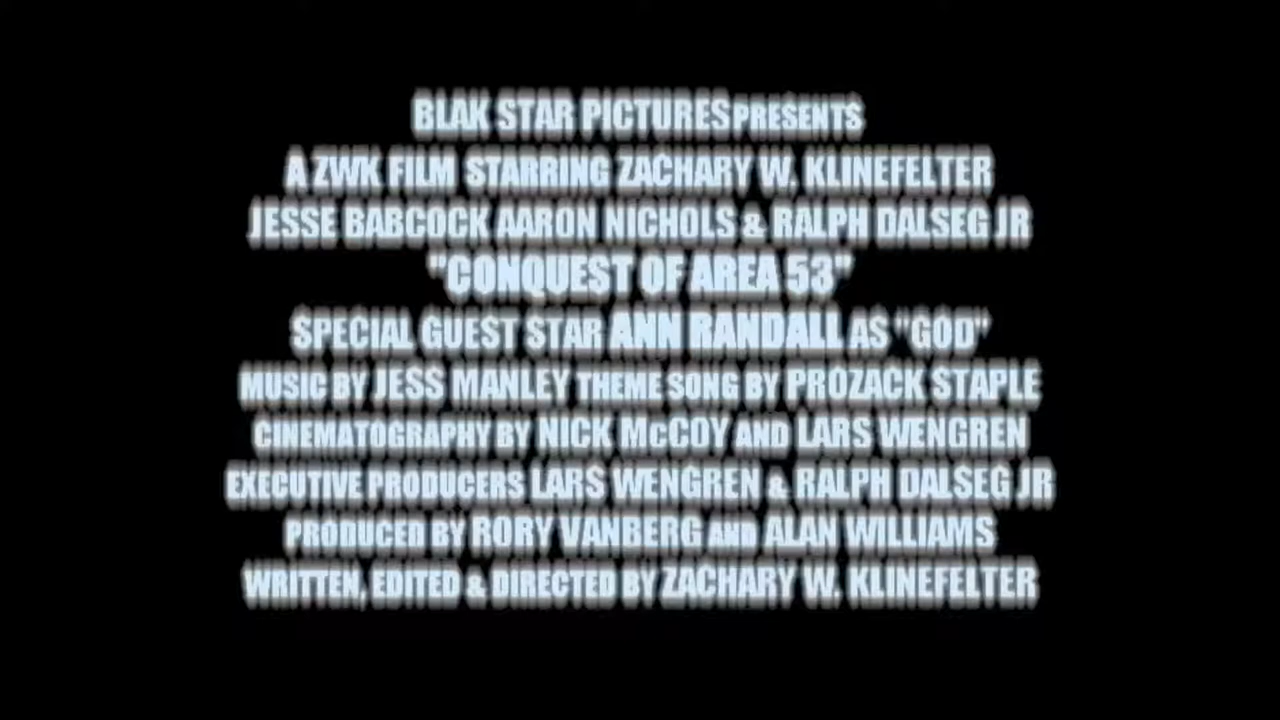 BLAK STAR PICTURES PRESENTS
A ZWK FILM STARRING ZACHARY W. KLINEFELTER
JESSE BABCOCK AARON NICHOLS & RALPH DALSEG JR
"CONQUEST OF AREA 53"
SPECIAL GUEST STAR ANN RANDALL AS "GOD"
MUSIC BY JESS MANLEY THEME SONG BY PROZACK STAPLE
CINEMATOGRAPHY BY NICK McCOY AND LARS WENGREN
EXECUTIVE PRODUCERS LARS WENGREN & RALPH DALSEG JR
PRODUCED BY RORY VANBERG AND ALAN WILLIAMS
WRITTEN, EDITED & DIRECTED BY ZACHARY W. KLINEFELTER